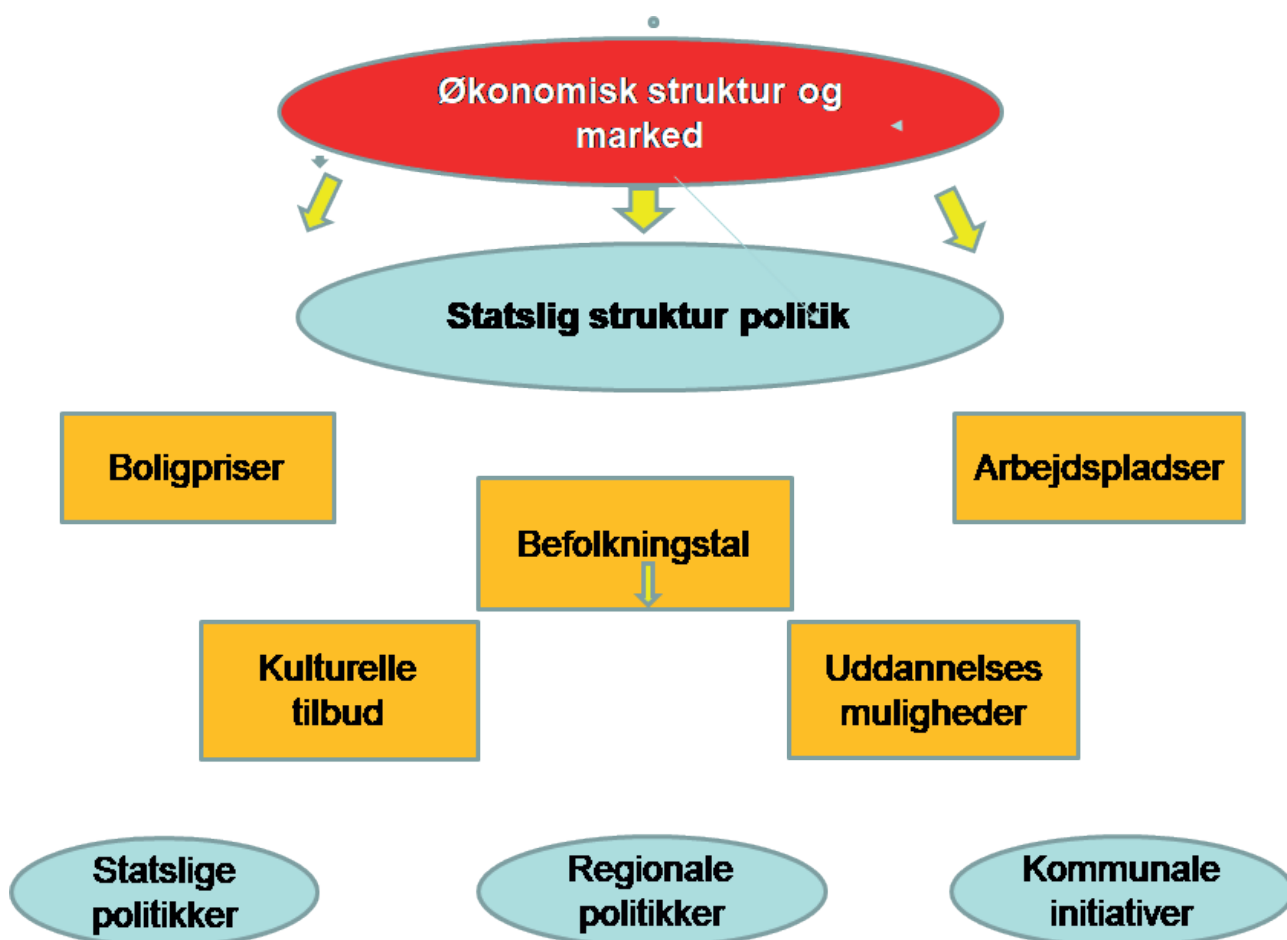 Økonomisk struktur og
marked
Statslig struktur politik
Boligpriser
Arbejdspladser
Befolkningstal
Kulturelle
tilbud
Uddannelses
muligheder
Statslige
politikker
Regionale
politikker
Kommunale
initiativer